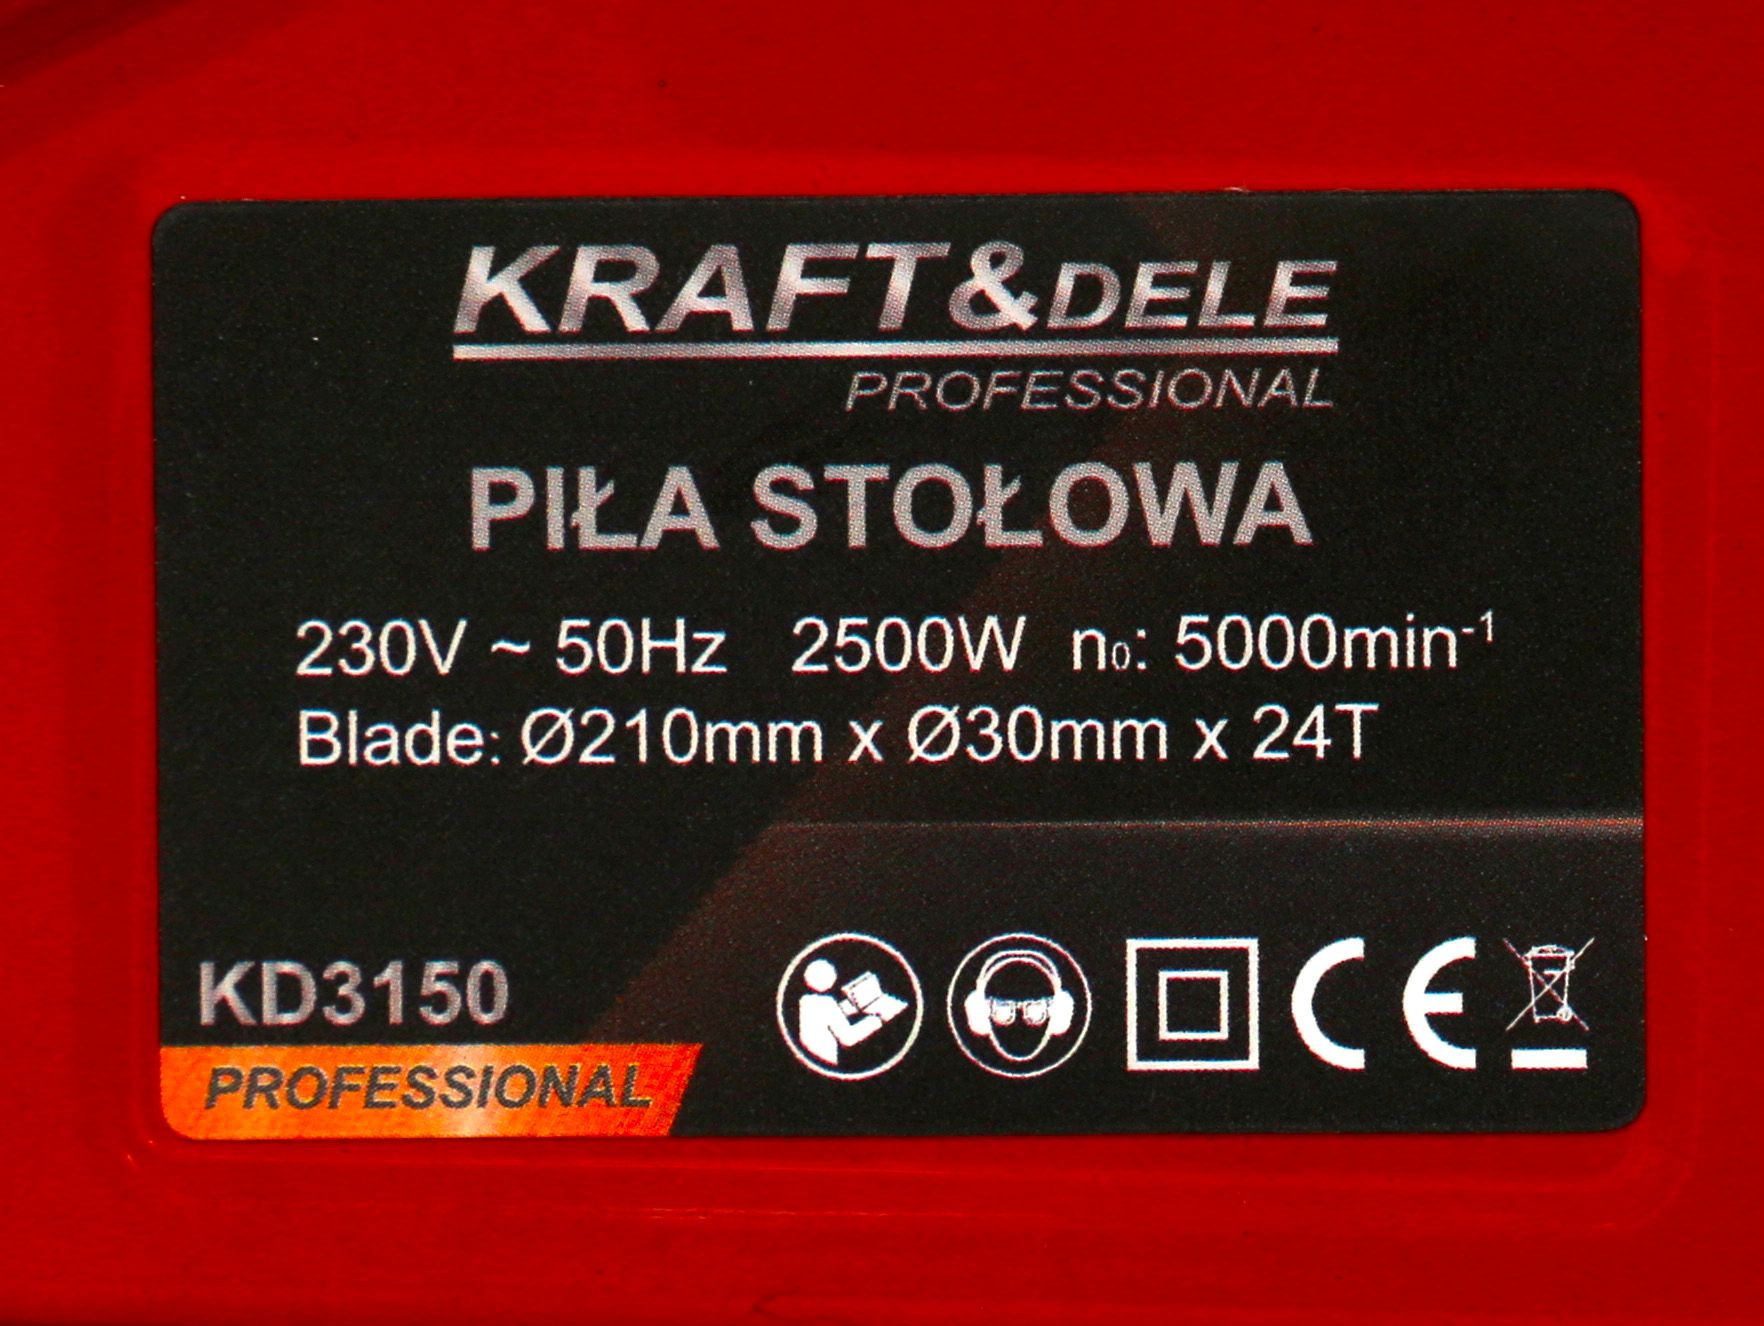 KRAFT&DELE
PROFESSIONAL
PIŁA STOŁOWA
230V ~ 50Hz 2500W n₀: 5000min⁻¹
Blade: Ø210mm x Ø30mm x 24T
KD3150
PROFESSIONAL
CE